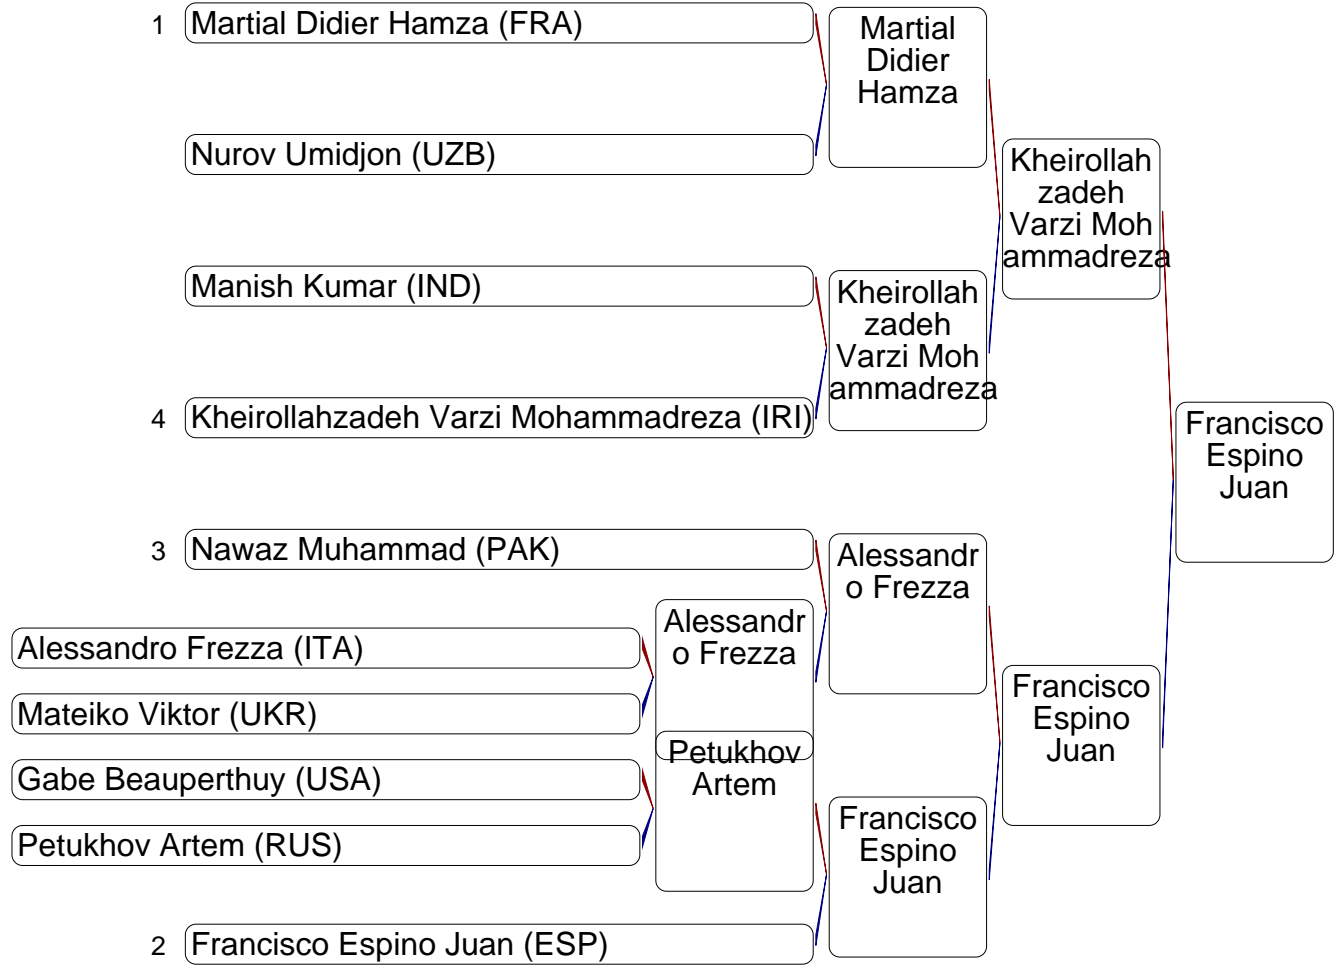 1 Martial Didier Hamza (FRA)
Nurov Umidjon (UZB)
Manish Kumar (IND)
4 Kheirollahzadeh Varzi Mohammadreza (IRI)
3 Nawaz Muhammad (PAK)
Alessandro Frezza (ITA)
Mateiko Viktor (UKR)
Gabe Beauperthuy (USA)
Petukhov Artem (RUS)
2 Francisco Espino Juan (ESP)
Alessandr
o Frezza
Petukhov
Artem
Martial
Didier
Hamza
Kheirollah
zadeh
Varzi Moh
ammadreza
Alessandr
o Frezza
Francisco
Espino
Juan
Kheirollah
zadeh
Varzi Moh
ammadreza
Francisco
Espino
Juan
Francisco
Espino
Juan